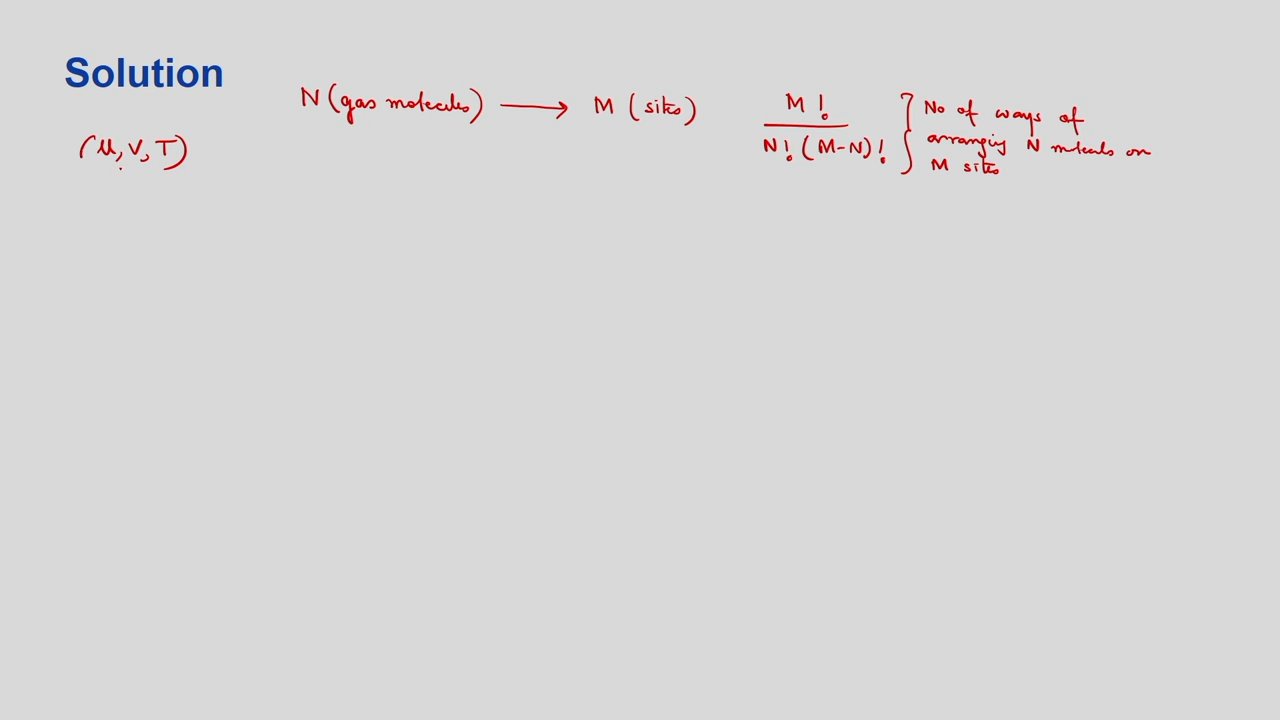 Solution
N (gas molecules) ⟶ M (sites)
M !
N! (M-N)!
No of ways of
arranging N molecules on
M sites
(μ, V, T)